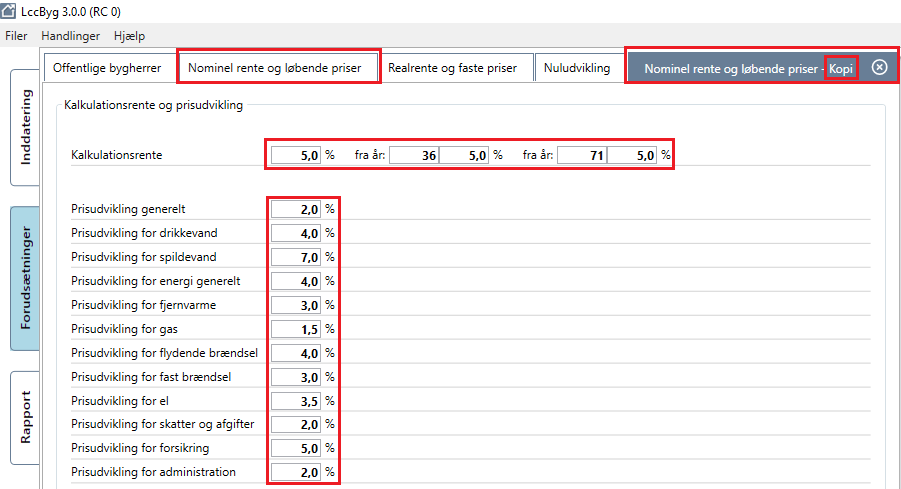 LccByg 3.0.0 (RC 0)
Filer Handlinger Hjælp
Offentlige bygherrer Nominel rente og løbende priser Realrente og faste priser Nuludvikling Nominel rente og løbende priser - Kopi
Inddatering
Forudsætninger
Rapport
Kalkulationsrente og prisudvikling
Kalkulationsrente 5,0 % fra år: 36 5,0 % fra år: 71 5,0 %
Prisudvikling generelt 2,0 %
Prisudvikling for drikkevand 4,0 %
Prisudvikling for spildevand 7,0 %
Prisudvikling for energi generelt 4,0 %
Prisudvikling for fjernvarme 3,0 %
Prisudvikling for gas 1,5 %
Prisudvikling for flydende brændsel 4,0 %
Prisudvikling for fast brændsel 3,0 %
Prisudvikling for el 3,5 %
Prisudvikling for skatter og afgifter 2,0 %
Prisudvikling for forsikring 5,0 %
Prisudvikling for administration 2,0 %